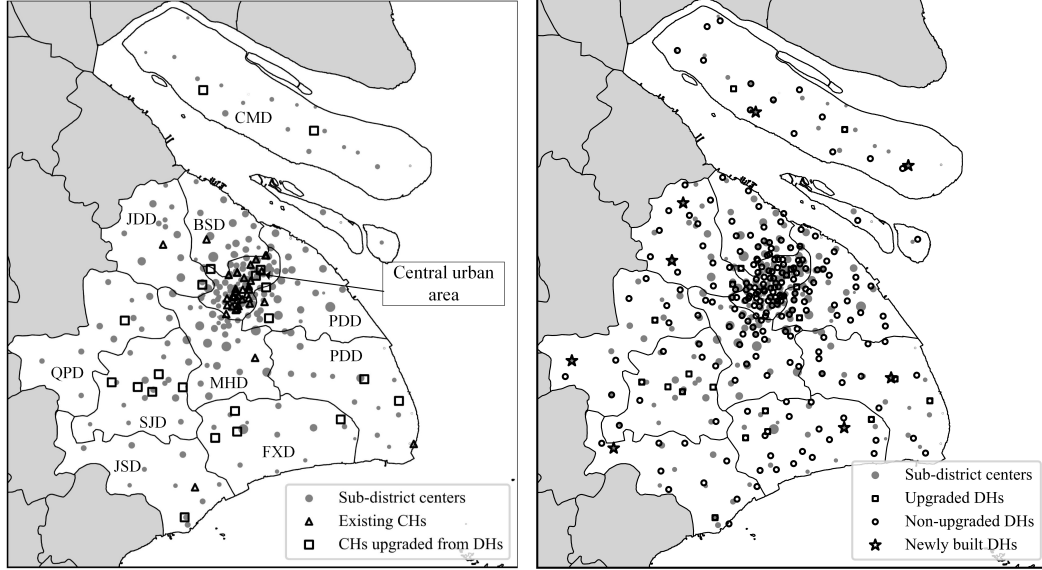 CMD
JDD
BSD
Central urban
area
PDD
PDD
QPD
MHD
SJD
FXD
JSD
Sub-district centers
Existing CHs
CHs upgraded from DHs
Sub-district centers
Upgraded DHs
Non-upgraded DHs
Newly built DHs